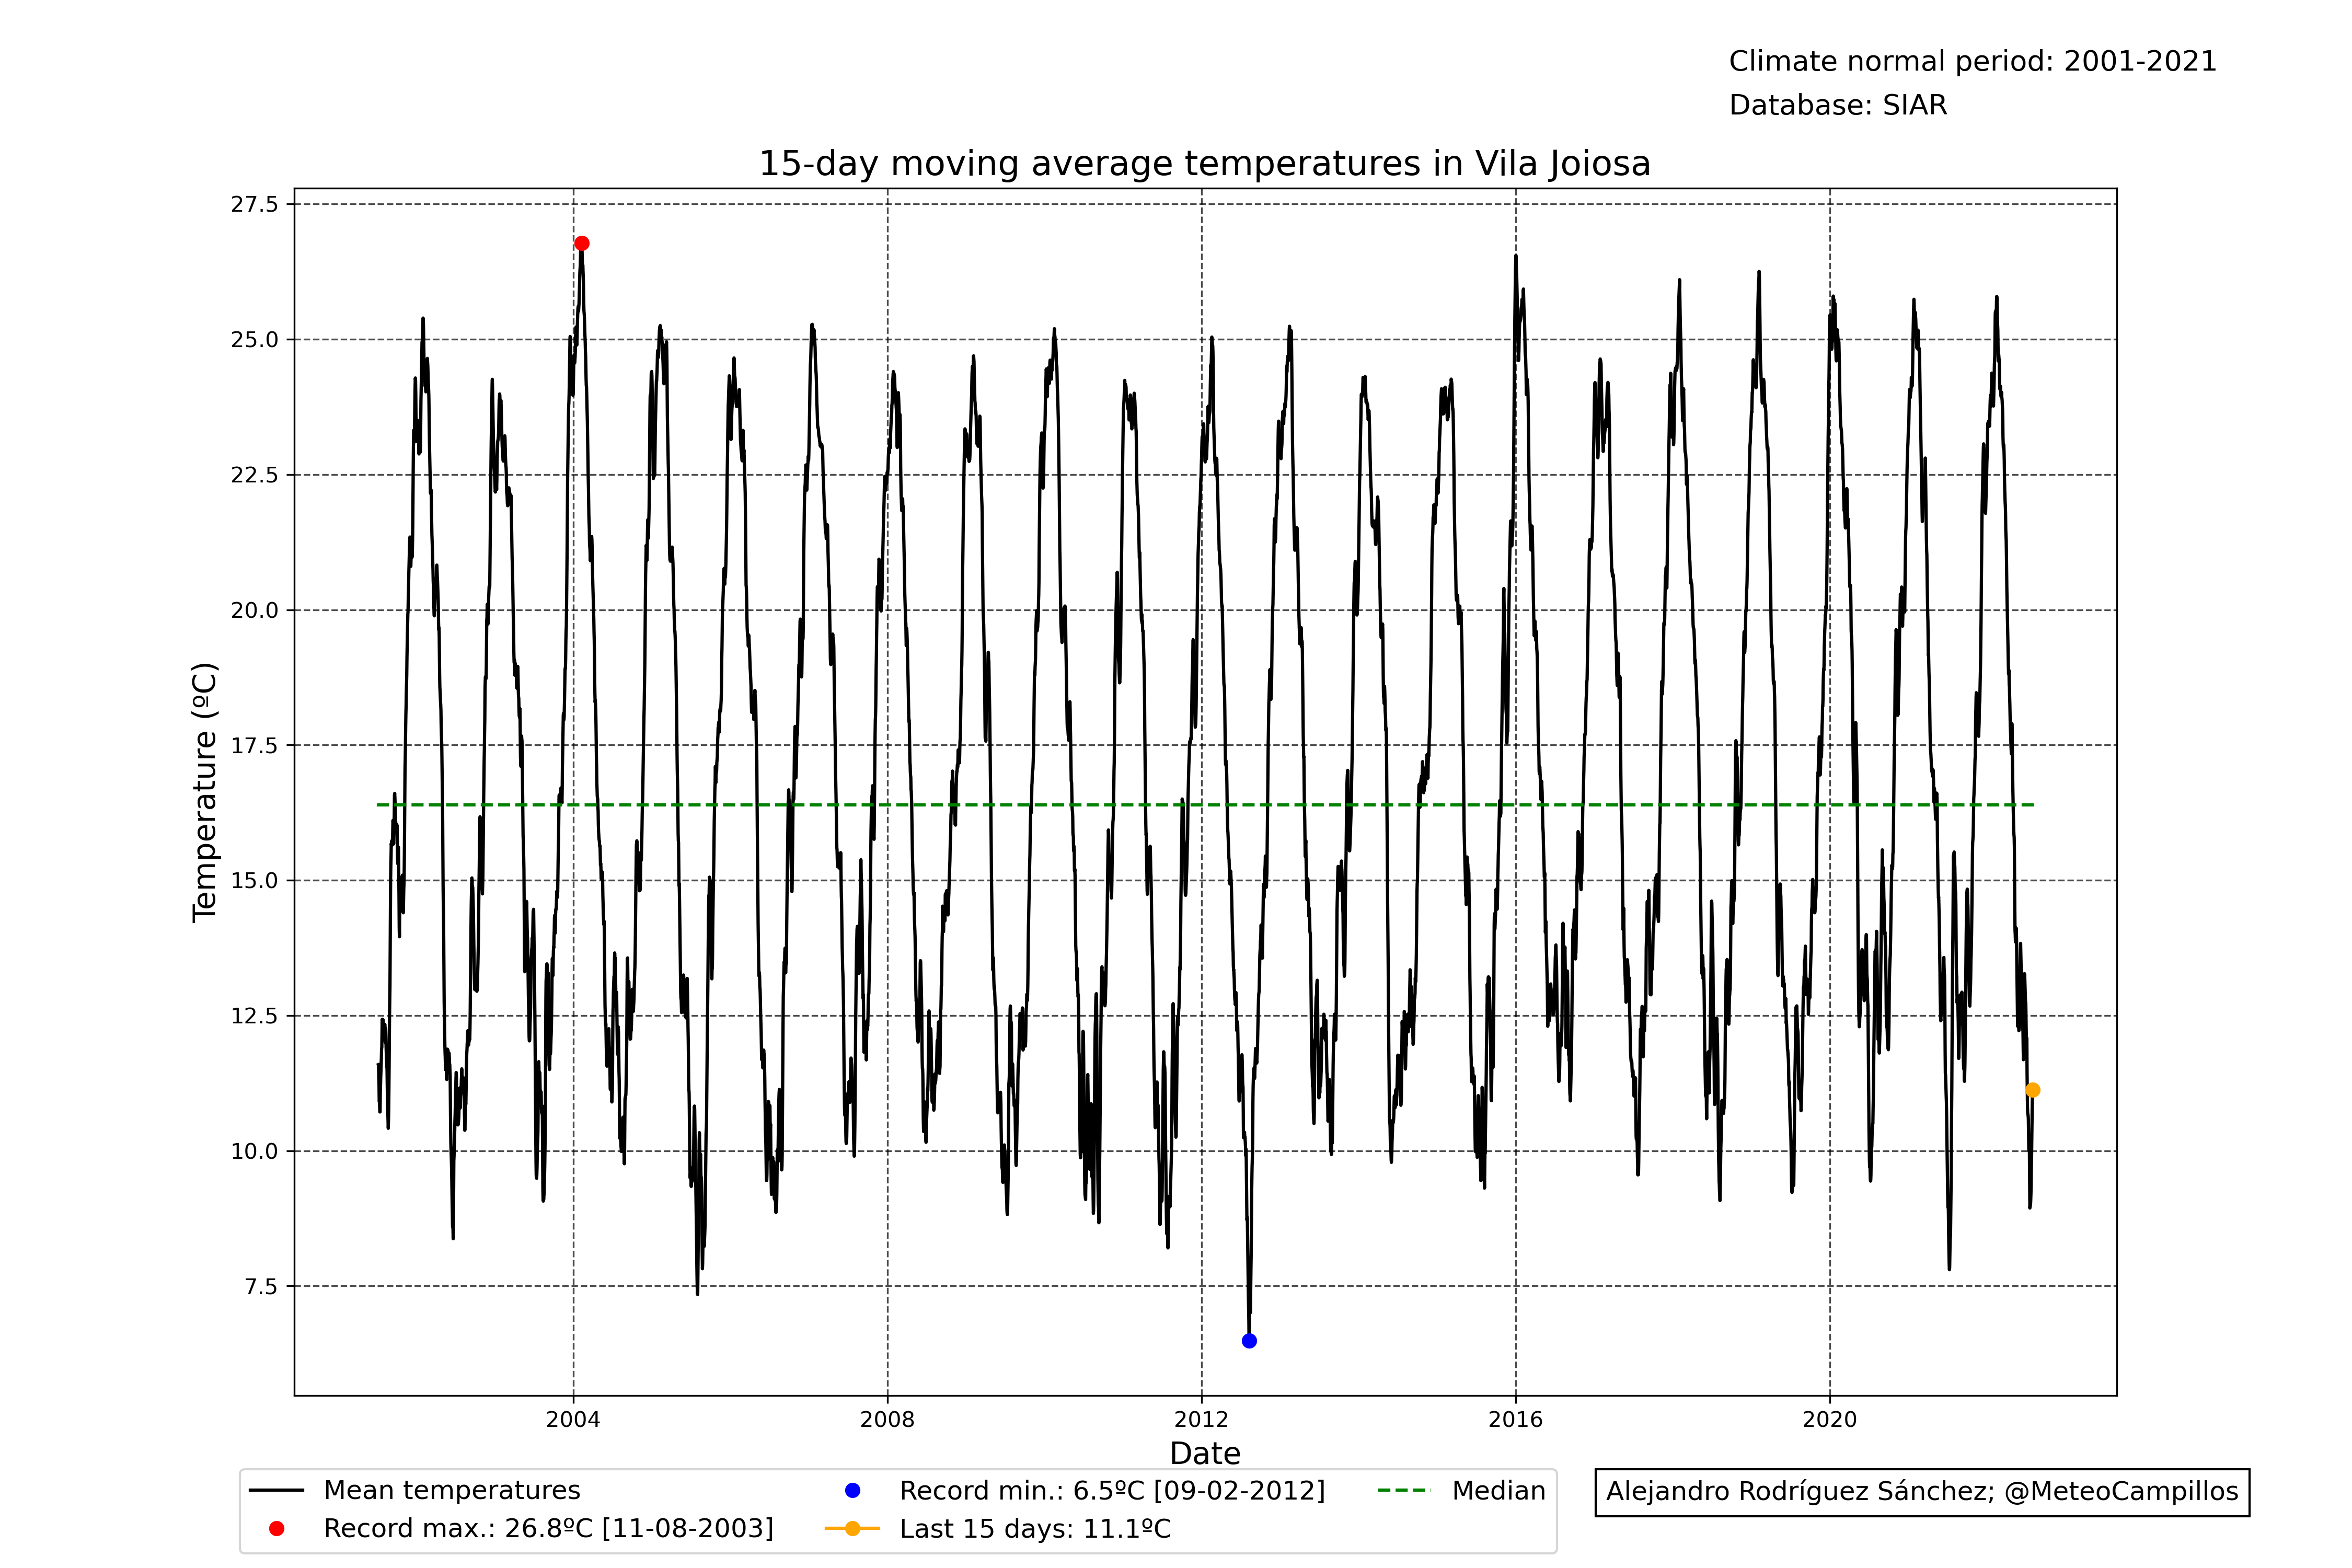 Climate normal period: 2001-2021
Database: SIAR
15-day moving average temperatures in Vila Joiosa
27.5
25.0
22.5
20.0
17.5
15.0
12.5
10.0
7.5
Temperature (ºC)
2004 2008 2012 2016 2020
Date
Mean temperatures
Record max.: 26.8ºC [11-08-2003]
Record min.: 6.5ºC [09-02-2012]
Last 15 days: 11.1ºC
Median
Alejandro Rodríguez Sánchez; @MeteoCampillos